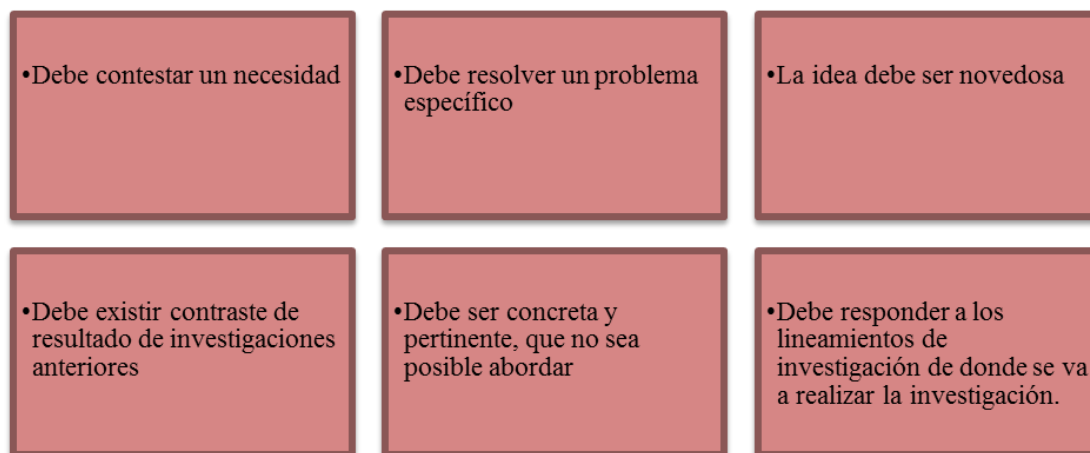 •Debe contestar un necesidad
•Debe resolver un problema
específico
•La idea debe ser novedosa
•Debe existir contraste de
resultado de investigaciones
anteriores
•Debe ser concreta y
pertinente, que no sea
posible abordar
•Debe responder a los
lineamientos de
investigación de donde se va
a realizar la investigación.